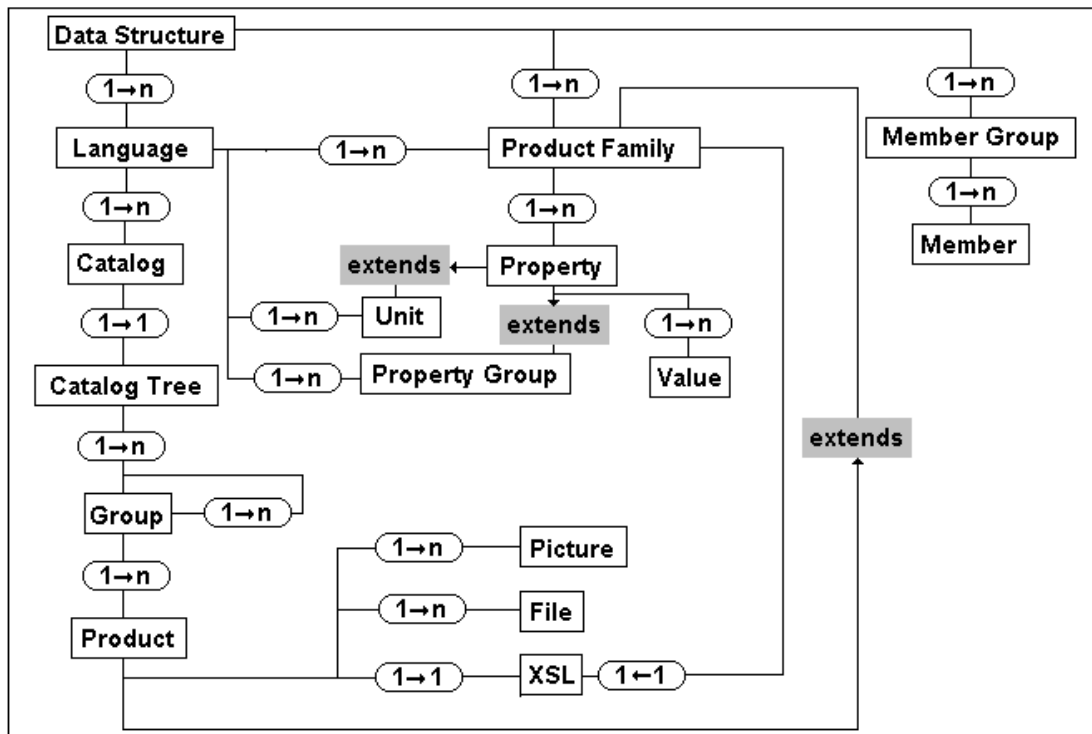 Data Structure
1→n
1→n
1→n
Language
1→n
Product Family
Member Group
1→n
1→n
1→n
Catalog
extends
Property
Member
1→1
1→n
Unit
extends
1→n
Catalog Tree
1→n
Property Group
Value
1→n
extends
Group
1→n
1→n
Picture
1→n
1→n
File
Product
1→1
XSL
1←1